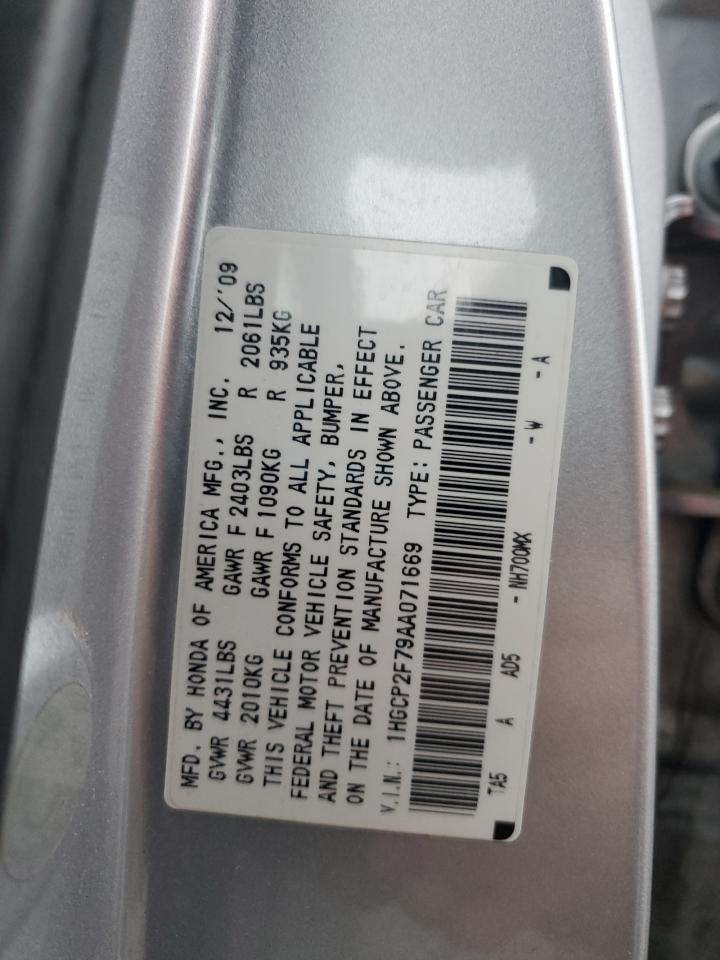 MFD. BY HONDA OF AMERICA MFG., INC. 12/'09
GVWR 4431LBS GAWR F 2403LBS R 2061LBS
GVWR 2010KG GAWR F 1090KG R 935KG
THIS VEHICLE CONFORMS TO ALL APPLICABLE
FEDERAL MOTOR VEHICLE SAFETY, BUMPER,
AND THEFT PREVENTION STANDARDS IN EFFECT
ON THE DATE OF MANUFACTURE SHOWN ABOVE.
V.I.N.: 1HGCP2F79AA071669 TYPE: PASSENGER CAR
TA5 A AD5 - NH700MX - W - A